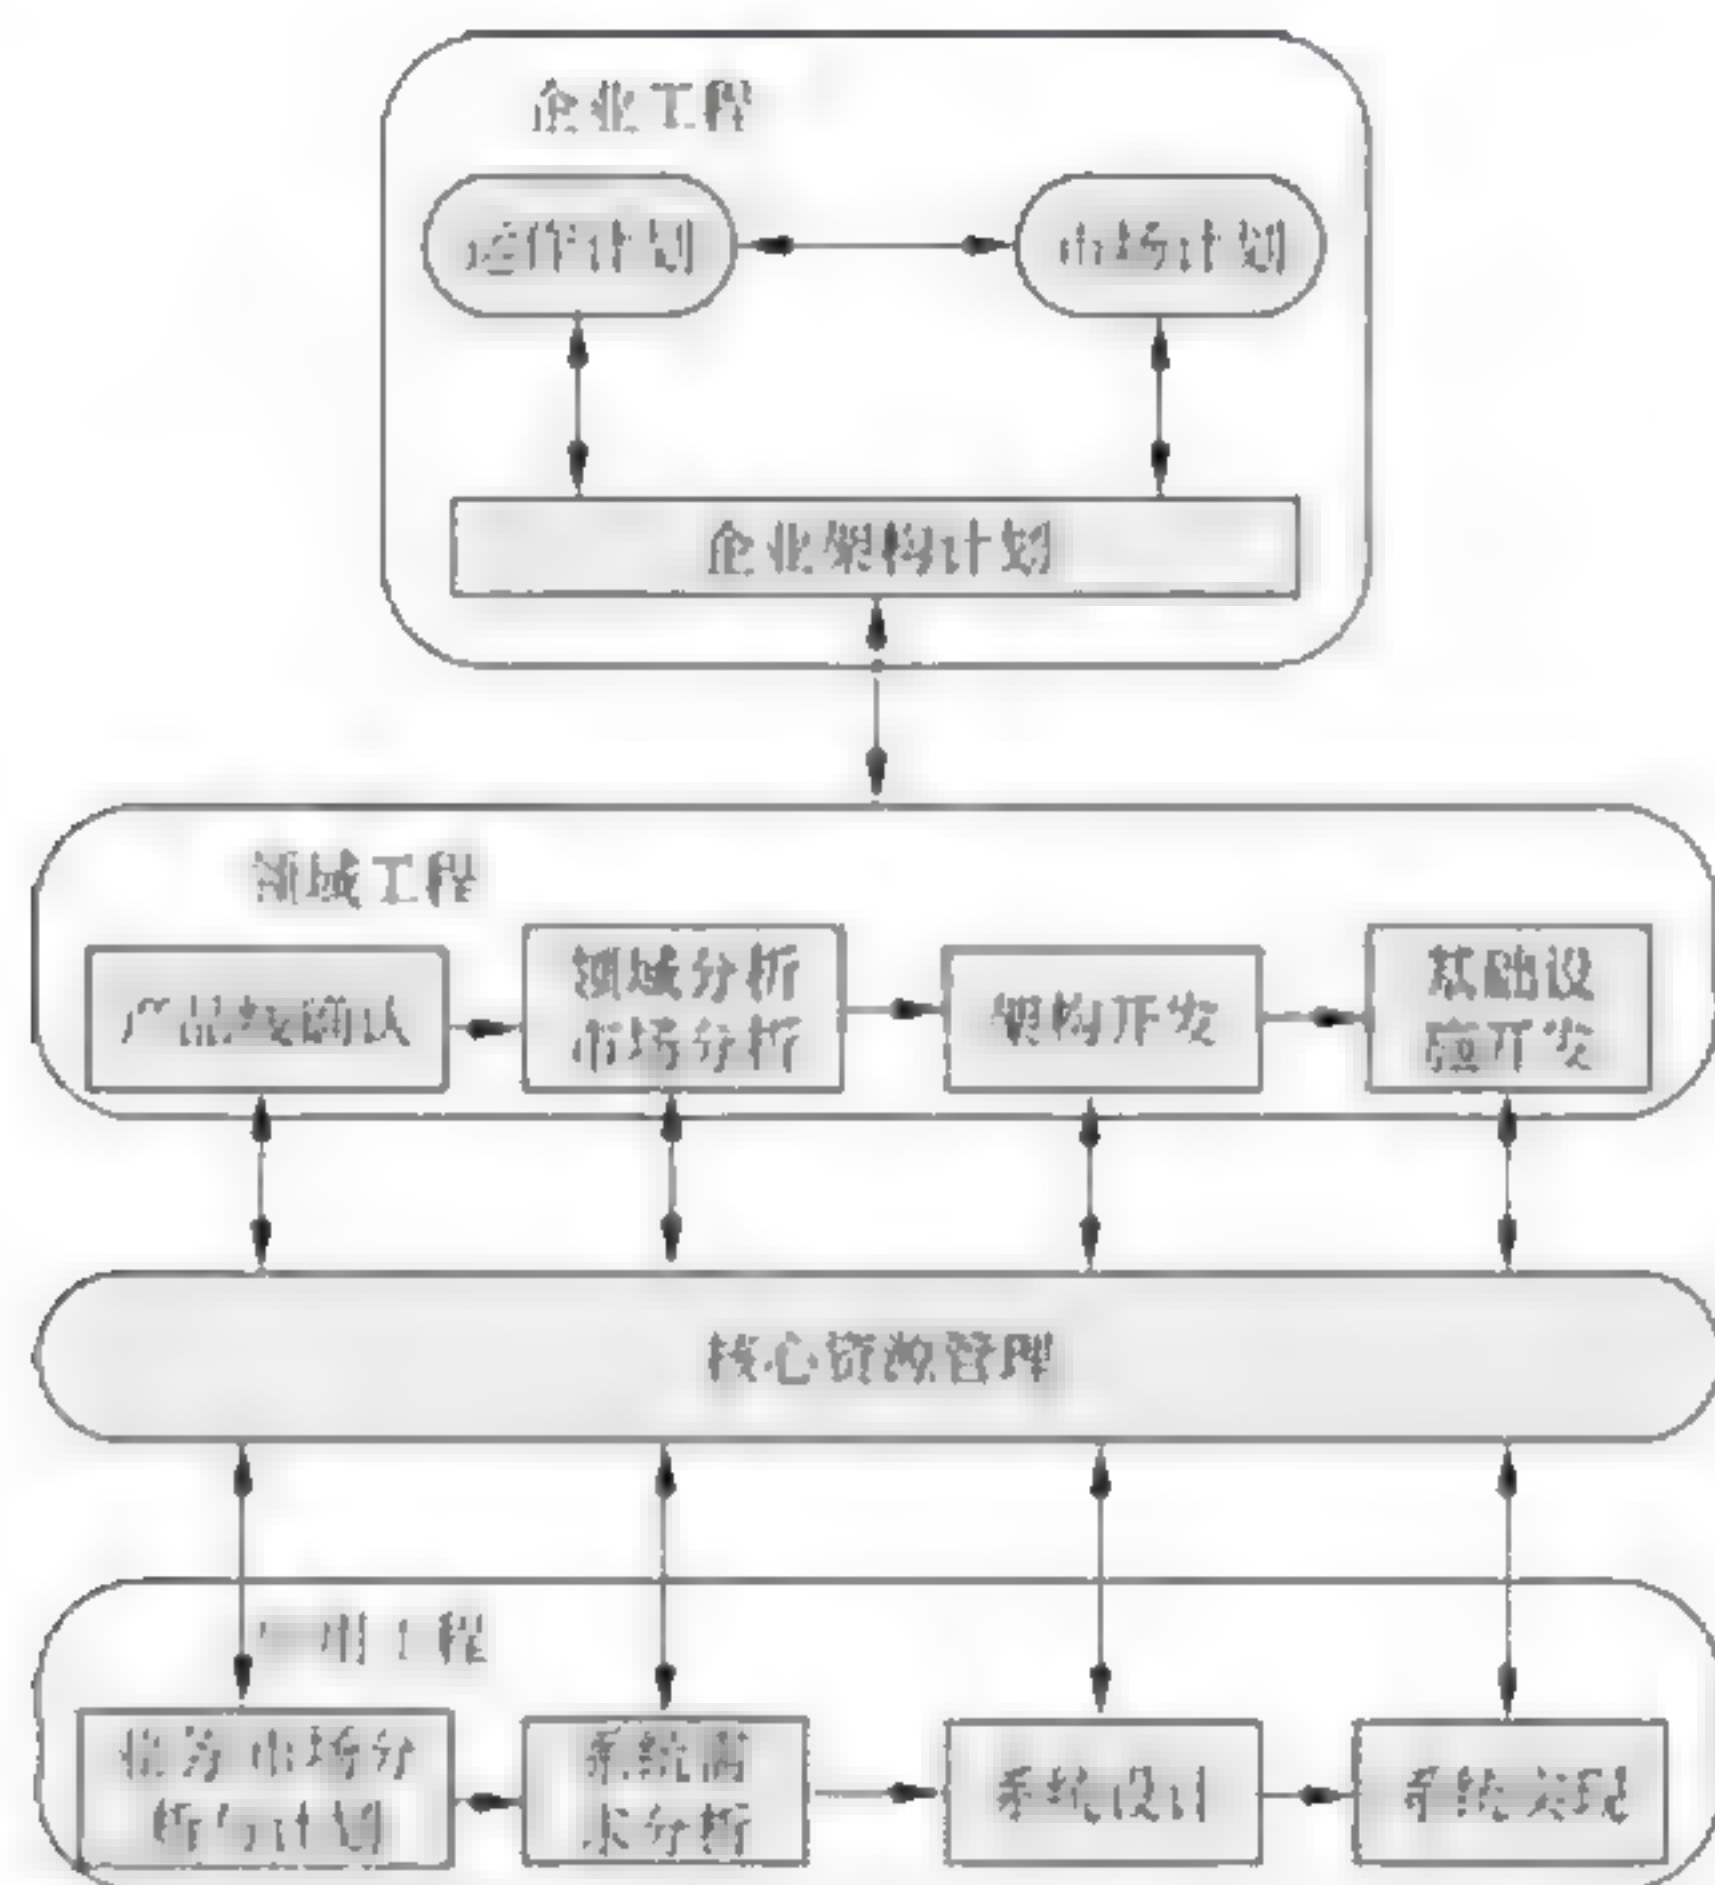 企业工程
运作计划
市场计划
企业架构计划
领域工程
产品线确认
领域分析
市场分析
架构开发
基础设
施开发
核心资源管理
工程
任务 市场分
析与计划
系统需
求分析
系统设计
系统实现